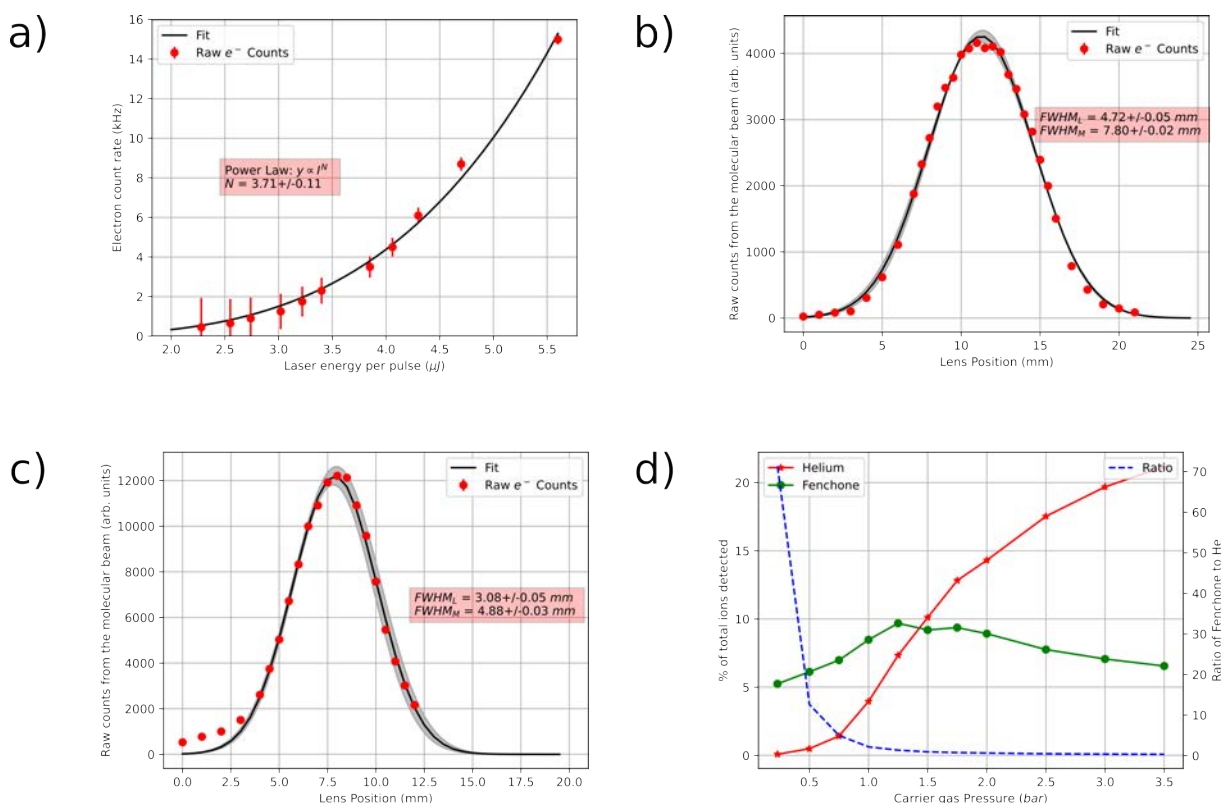 a)
Fit
Raw e⁻ Counts
Power Law: y ∝ I^N
N = 3.71+/-0.11
Electron count rate (kHz)
0
2
4
6
8
10
12
14
16
2.0
2.5
3.0
3.5
4.0
4.5
5.0
5.5
Laser energy per pulse (μJ)
b)
Fit
Raw e⁻ Counts
FWHM_L = 4.72+/-0.05 mm
FWHM_M = 7.80+/-0.02 mm
Raw counts from the molecular beam (arb. units)
0
1000
2000
3000
4000
0
5
10
15
20
25
Lens Position (mm)
c)
Fit
Raw e⁻ Counts
FWHM_L = 3.08+/-0.05 mm
FWHM_M = 4.88+/-0.03 mm
Raw counts from the molecular beam (arb. units)
0
2000
4000
6000
8000
10000
12000
0.0
2.5
5.0
7.5
10.0
12.5
15.0
17.5
20.0
Lens Position (mm)
d)
Helium
Fenchone
Ratio
% of total ions detected
0
5
10
15
20
0.5
1.0
1.5
2.0
2.5
3.0
3.5
Carrier gas Pressure (bar)
0
10
20
30
40
50
60
70
Ratio of Fenchone to He